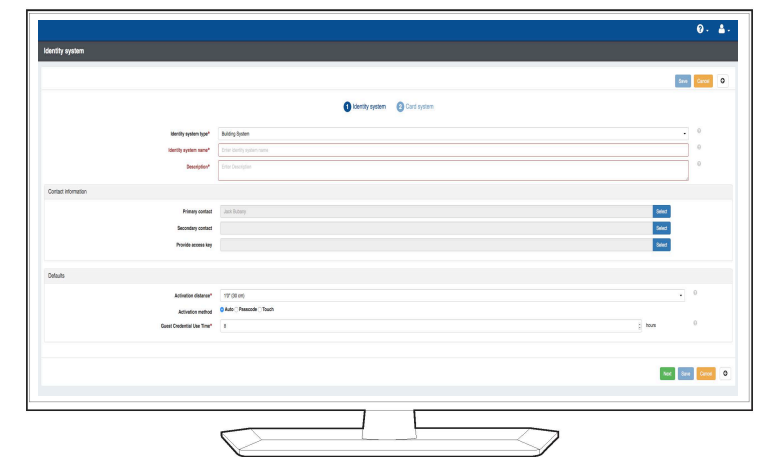 Identity system
Save Cancel
1 Identity system 2 Card system
Identity system type* Building System
Identity system name* Enter identity system name
Description* Enter Description
Contact information
Primary contact Select
Secondary contact Select
Provide access key Select
Defaults
Activation distance* 1'0" (30 cm)
Activation method Auto Passcode Touch
Guest Credential Use Time* hours
Next Save Cancel